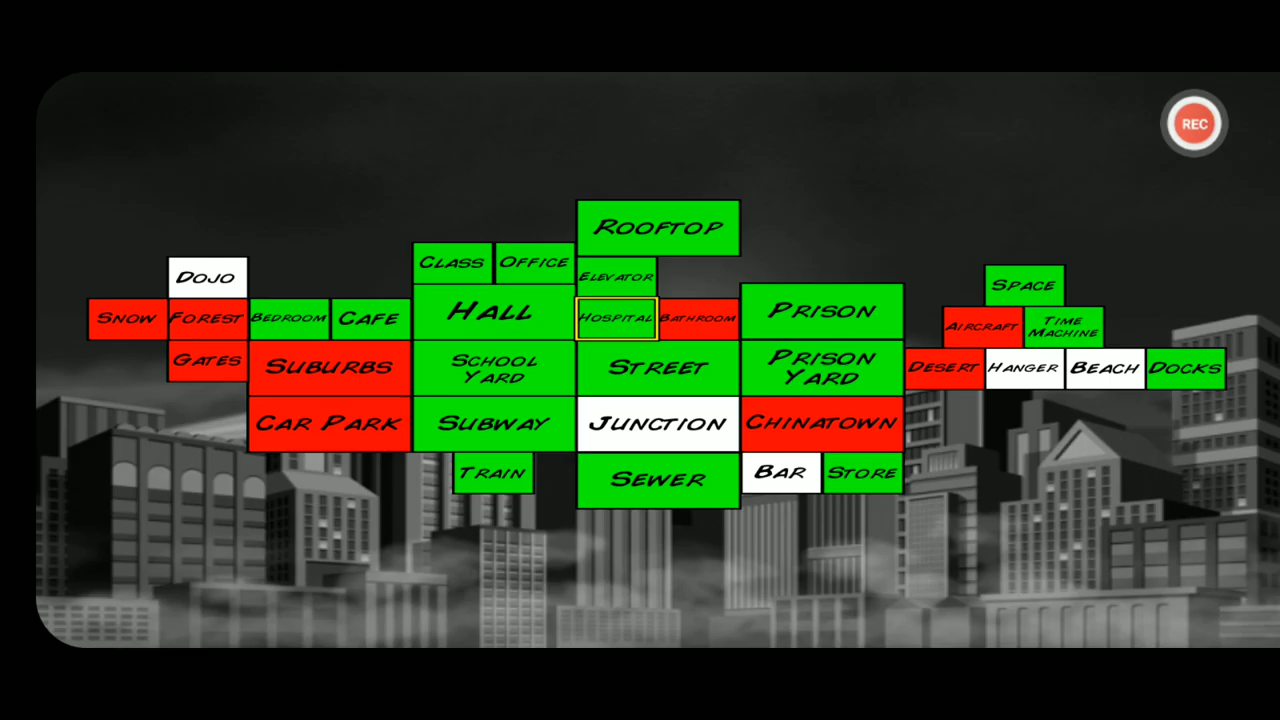 REC
ROOFTOP
CLASS
OFFICE
ELEVATOR
DOJO
SPACE
SNOW
FOREST
BEDROOM
CAFE
HALL
HOSPITAL
BATHROOM
PRISON
AIRCRAFT
TIME
MACHINE
GATES
SUBURBS
SCHOOL
YARD
STREET
PRISON
YARD
DESERT
HANGER
BEACH
DOCKS
CAR PARK
SUBWAY
JUNCTION
CHINATOWN
TRAIN
SEWER
BAR
STORE